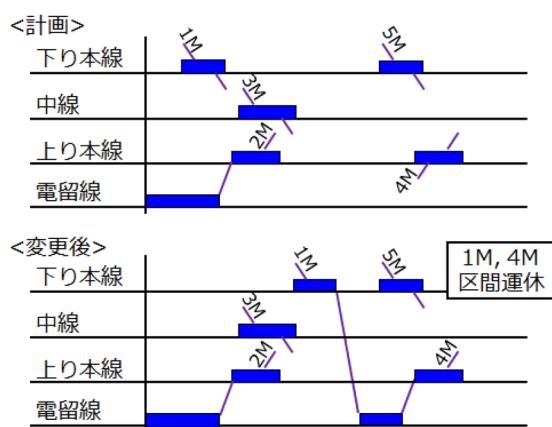 <計画>
1M
5M
下り本線
3M
中線
2M
上り本線
4M
電留線
<変更後>
1M
5M
1M, 4M
区間運休
下り本線
3M
中線
2M
4M
上り本線
電留線